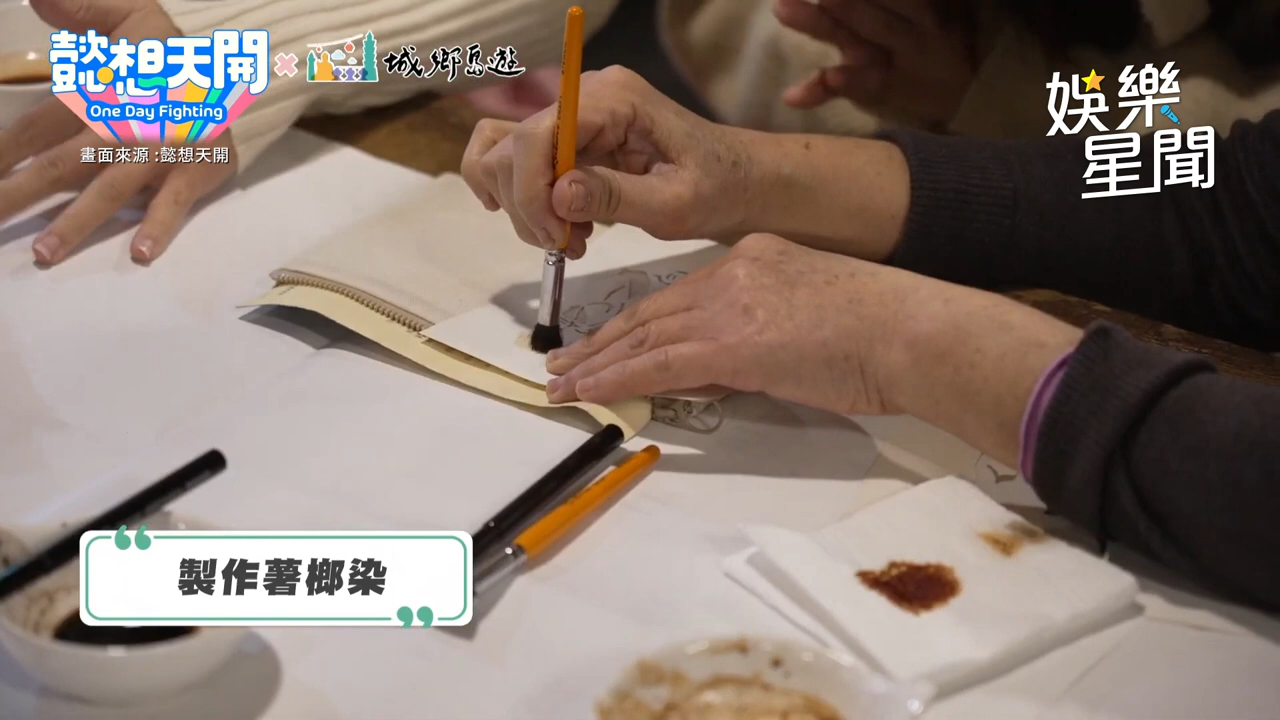 懿想天開
One Day Fighting
畫面來源 :懿想天開
城鄉島遊
娛樂
星聞
製作薯榔染